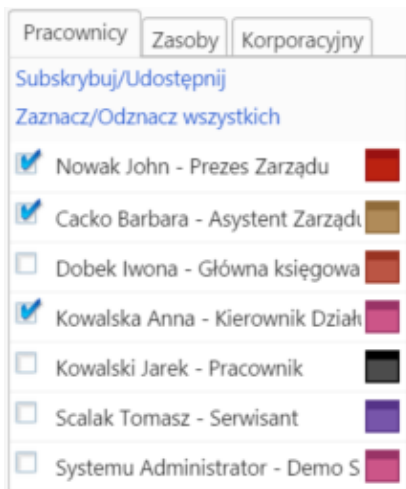 Pracownicy Zasoby Korporacyjny
Subskrybuj/Udostępnij
Zaznacz/Odznacz wszystkich
Nowak John - Prezes Zarządu
Cacko Barbara - Asystent Zarządu
Dobek Iwona - Główna księgowa
Kowalska Anna - Kierownik Dział
Kowalski Jarek - Pracownik
Scalak Tomasz - Serwisant
Systemu Administrator - Demo S